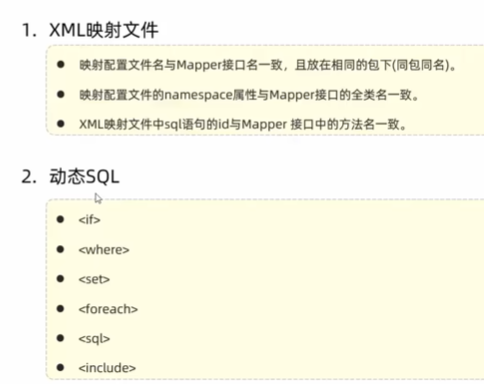 1. XML映射文件
● 映射配置文件名与Mapper接口名一致，且放在相同的包下(同包同名)。
● 映射配置文件的namespace属性与Mapper接口的全类名一致。
● XML映射文件中sql语句的id与Mapper 接口中的方法名一致。
2. 动态SQL
● <if>
● <where>
● <set>
● <foreach>
● <sql>
● <include>